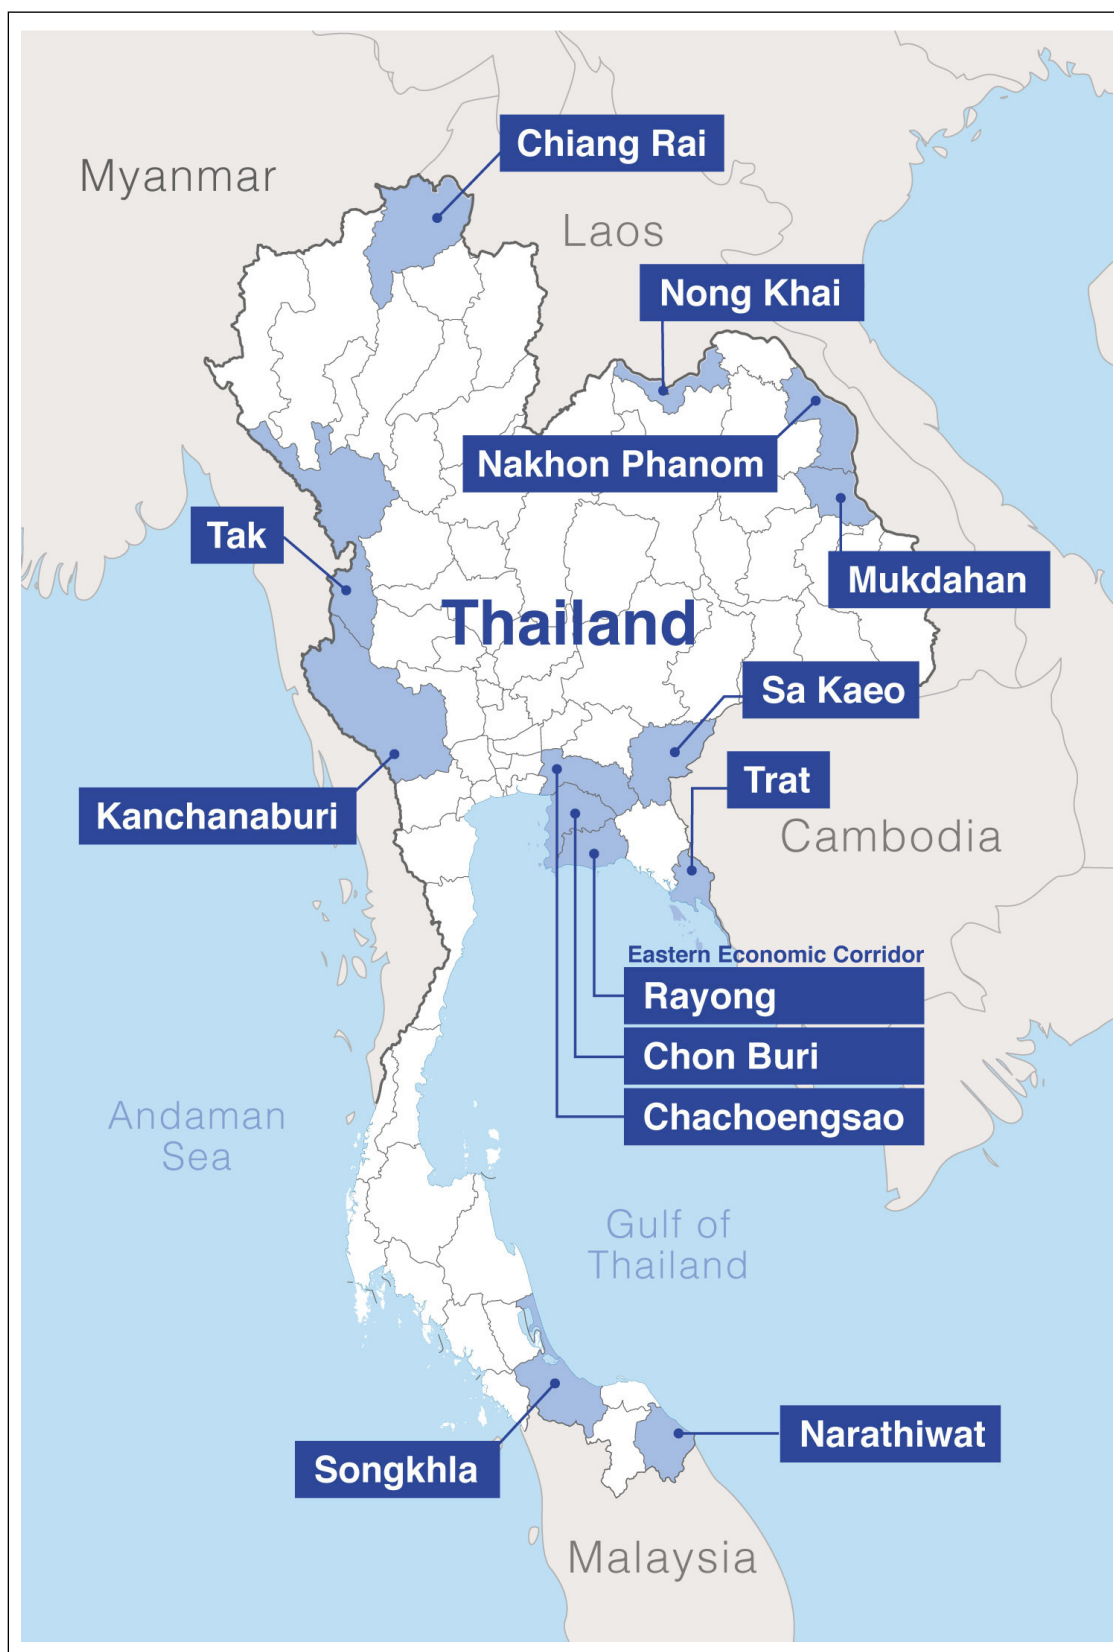 Chiang Rai
Myanmar
Laos
Nong Khai
Nakhon Phanom
Tak
Mukdahan
Thailand
Sa Kaeo
Trat
Kanchanaburi
Cambodia
Eastern Economic Corridor
Rayong
Chon Buri
Chachoengsao
Andaman
Sea
Gulf of
Thailand
Narathiwat
Songkhla
Malaysia